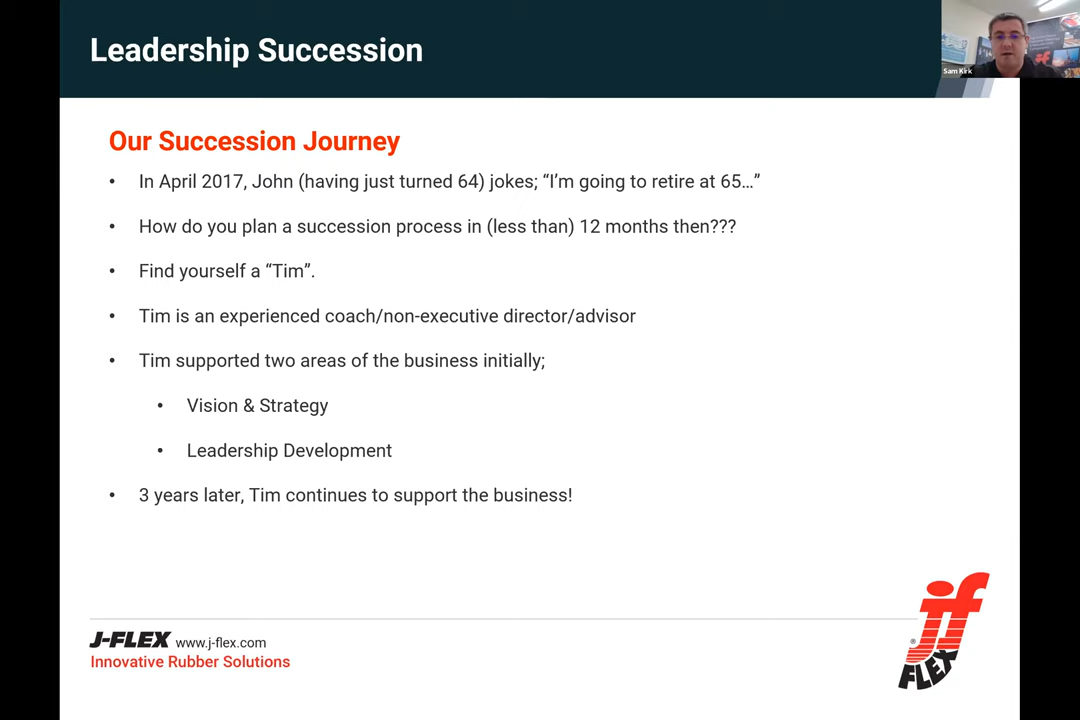 Leadership Succession
Sam Kirk
Our Succession Journey
• In April 2017, John (having just turned 64) jokes; “I’m going to retire at 65…”
• How do you plan a succession process in (less than) 12 months then???
• Find yourself a “Tim”.
• Tim is an experienced coach/non-executive director/advisor
• Tim supported two areas of the business initially;
• Vision & Strategy
• Leadership Development
• 3 years later, Tim continues to support the business!
J-FLEX www.j-flex.com
Innovative Rubber Solutions
jf
®
FLEX